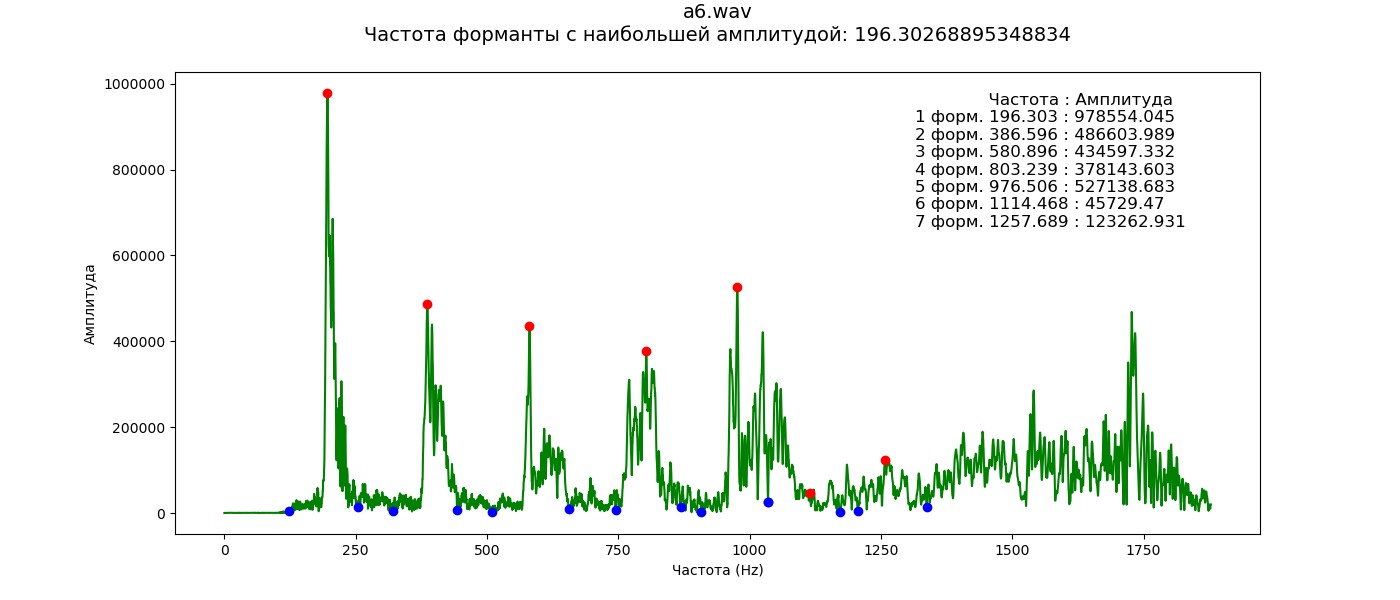 a6.wav
Частота форманты с наибольшей амплитудой: 196.30268895348834
1000000
800000
600000
400000
200000
0
Амплитуда
Частота : Амплитуда
1 форм. 196.303 : 978554.045
2 форм. 386.596 : 486603.989
3 форм. 580.896 : 434597.332
4 форм. 803.239 : 378143.603
5 форм. 976.506 : 527138.683
6 форм. 1114.468 : 45729.47
7 форм. 1257.689 : 123262.931
0 250 500 750 1000 1250 1500 1750
Частота (Hz)